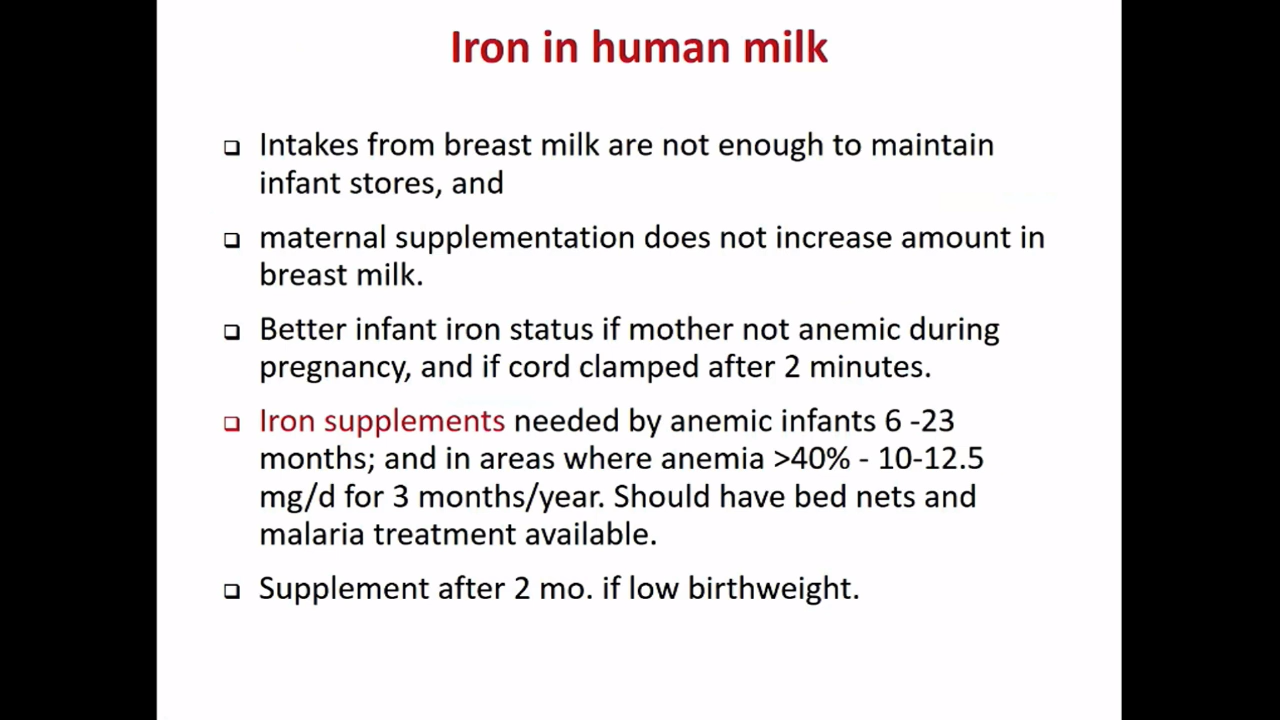 Iron in human milk
Intakes from breast milk are not enough to maintain
infant stores, and
maternal supplementation does not increase amount in
breast milk.
Better infant iron status if mother not anemic during
pregnancy, and if cord clamped after 2 minutes.
Iron supplements needed by anemic infants 6 -23
months; and in areas where anemia >40% - 10-12.5
mg/d for 3 months/year. Should have bed nets and
malaria treatment available.
Supplement after 2 mo. if low birthweight.